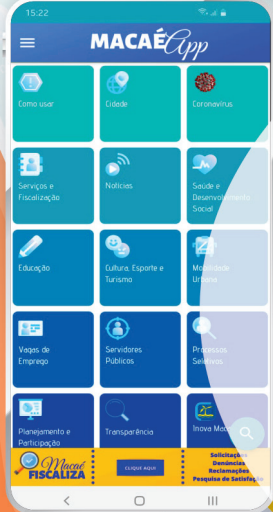 15:22
MACAÉ App
Como usar
Cidade
Coronavírus
Serviços e
Fiscalização
Notícias
Saúde e
Desenvolvimento
Social
Educação
Cultura, Esporte e
Turismo
Mobilidade
Urbana
Vagas de
Emprego
Servidores
Públicos
Processos
Seletivos
Planejamento e
Participação
Transparência
Inova Macaé
Macaé
FISCALIZA
CLIQUE AQUI
Solicitações
Denúncias
Reclamações
Pesquisa de Satisfação